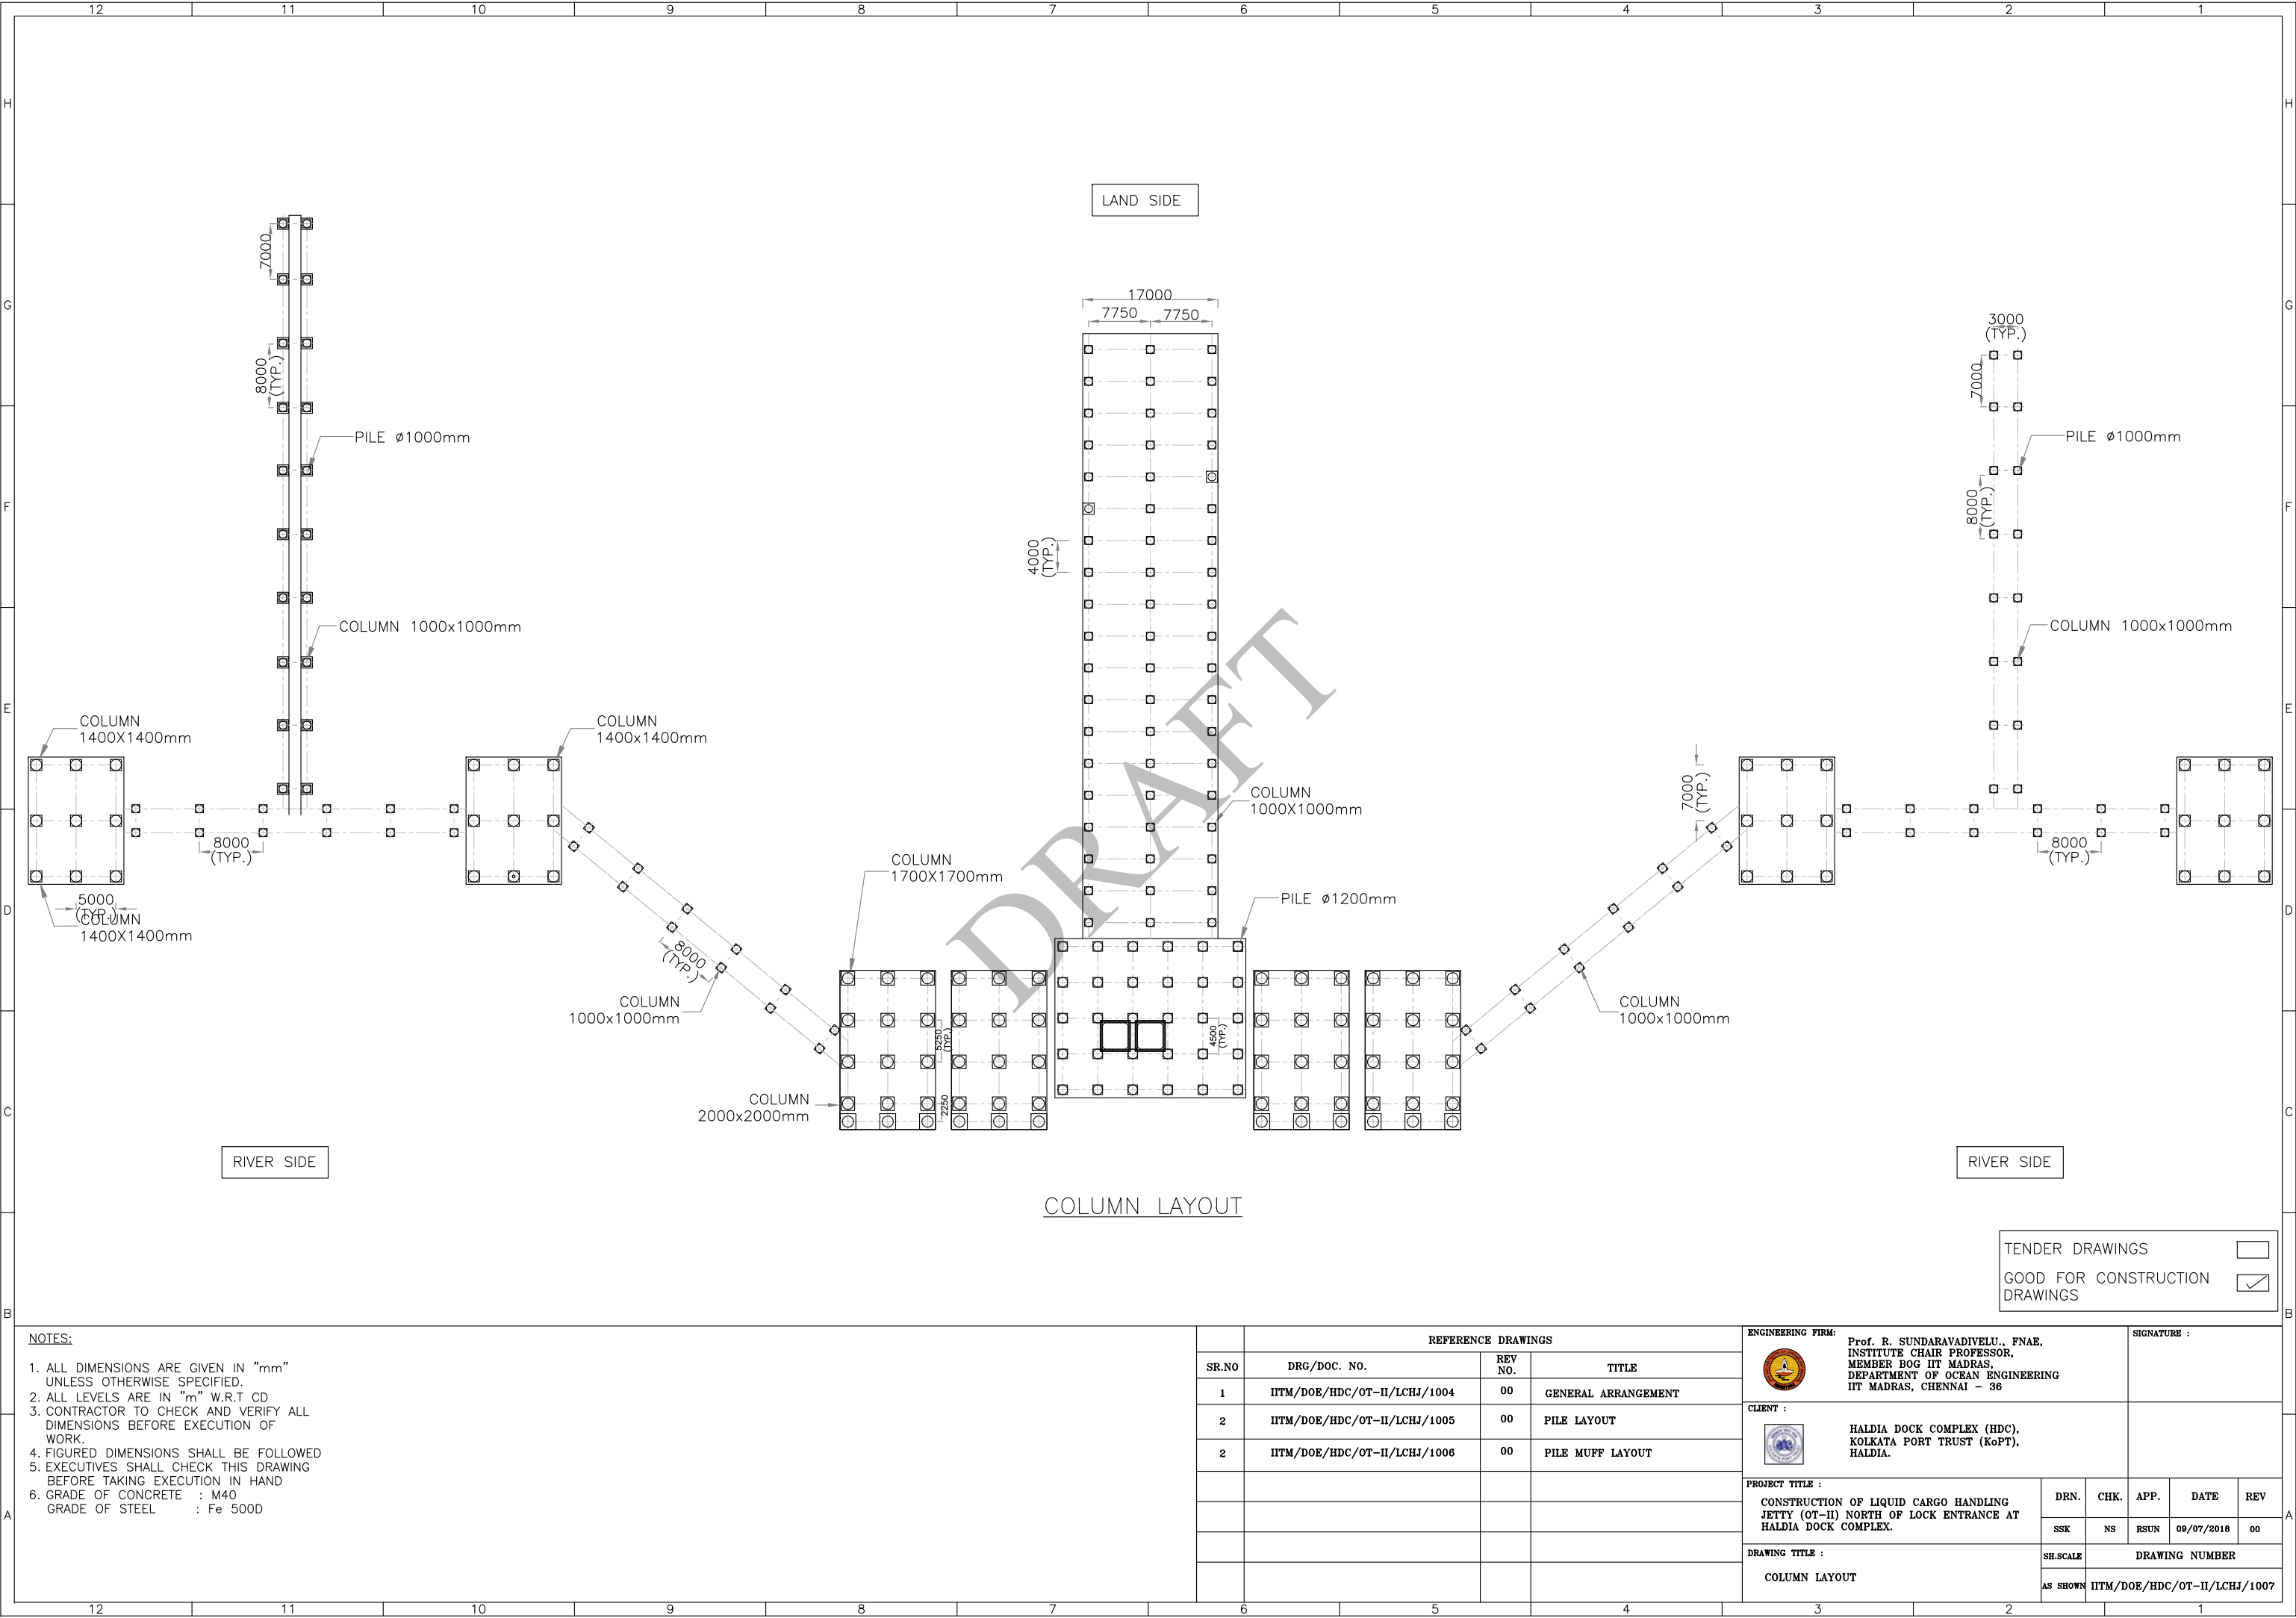 12 11 10 9 8 7 6 5 4 3 2 1
H H
G G
F F
E E
D D
C C
B B
A A
LAND SIDE
7000
8000
(TYP.)
PILE ø1000mm
COLUMN 1000x1000mm
17000
7750 7750
3000
(TYP.)
7000
8000
(TYP.)
PILE ø1000mm
COLUMN 1000x1000mm
4000
(TYP.)
COLUMN
1400X1400mm
COLUMN
1400x1400mm
7000
(TYP.)
COLUMN
1000X1000mm
8000
(TYP.)
8000
(TYP.)
COLUMN
1700X1700mm
5000
(TYP.)
COLUMN
1400X1400mm
PILE ø1200mm
8000
(TYP.)
COLUMN
1000x1000mm
COLUMN
1000x1000mm
5250
(TYP.)
4500
(TYP.)
2250
COLUMN
2000x2000mm
DRAFT
RIVER SIDE
RIVER SIDE
COLUMN LAYOUT
TENDER DRAWINGS
GOOD FOR CONSTRUCTION
DRAWINGS
NOTES:
1. ALL DIMENSIONS ARE GIVEN IN "mm"
UNLESS OTHERWISE SPECIFIED.
2. ALL LEVELS ARE IN "m" W.R.T CD
3. CONTRACTOR TO CHECK AND VERIFY ALL
DIMENSIONS BEFORE EXECUTION OF
WORK.
4. FIGURED DIMENSIONS SHALL BE FOLLOWED
5. EXECUTIVES SHALL CHECK THIS DRAWING
BEFORE TAKING EXECUTION IN HAND
6. GRADE OF CONCRETE : M40
GRADE OF STEEL : Fe 500D
REFERENCE DRAWINGS
SR.NO DRG/DOC. NO. REV NO. TITLE
1 IITM/DOE/HDC/OT-II/LCHJ/1004 00 GENERAL ARRANGEMENT
2 IITM/DOE/HDC/OT-II/LCHJ/1005 00 PILE LAYOUT
2 IITM/DOE/HDC/OT-II/LCHJ/1006 00 PILE MUFF LAYOUT
ENGINEERING FIRM:
Prof. R. SUNDARAVADIVELU., FNAE,
INSTITUTE CHAIR PROFESSOR,
MEMBER BOG IIT MADRAS,
DEPARTMENT OF OCEAN ENGINEERING
IIT MADRAS, CHENNAI - 36
SIGNATURE :
CLIENT :
HALDIA DOCK COMPLEX (HDC),
KOLKATA PORT TRUST (KoPT),
HALDIA.
PROJECT TITLE :
CONSTRUCTION OF LIQUID CARGO HANDLING
JETTY (OT-II) NORTH OF LOCK ENTRANCE AT
HALDIA DOCK COMPLEX.
DRN. CHK. APP. DATE REV
SSK NS RSUN 09/07/2018 00
DRAWING TITLE :
COLUMN LAYOUT
SH.SCALE DRAWING NUMBER
AS SHOWN IITM/DOE/HDC/OT-II/LCHJ/1007
12 11 10 9 8 7 6 5 4 3 2 1